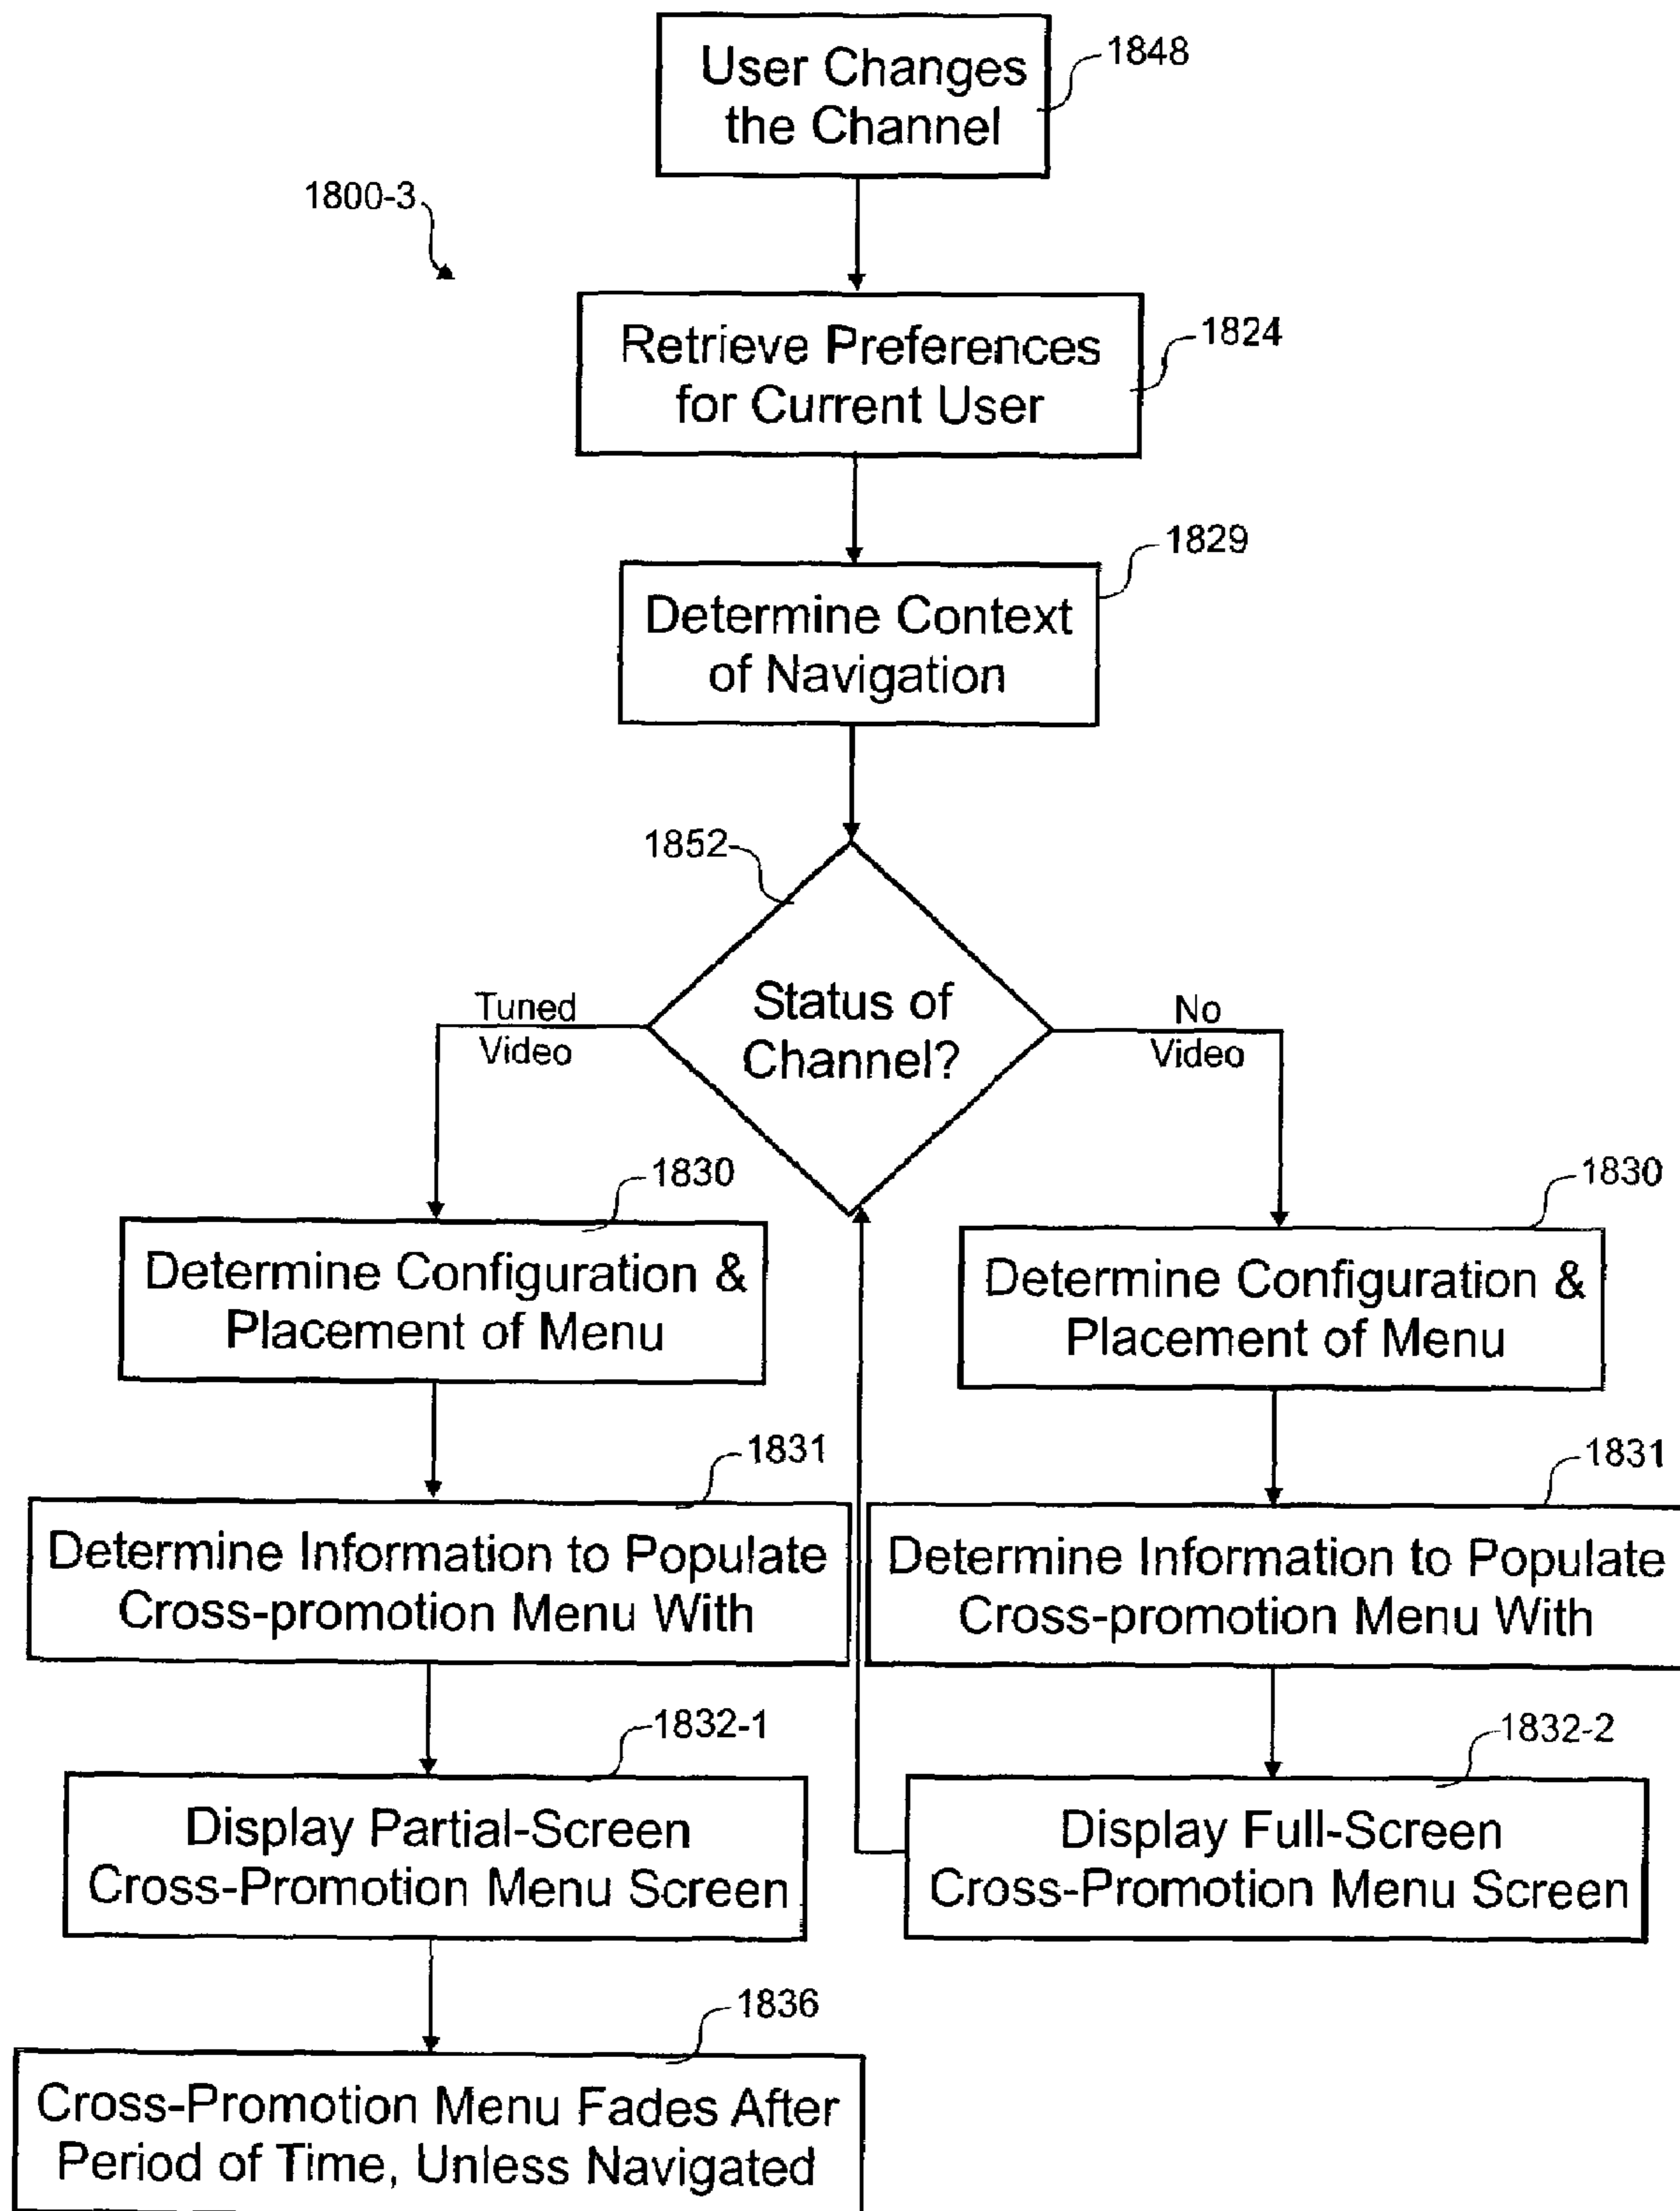 User Changes
the Channel
1848
1800-3
Retrieve Preferences
for Current User
1824
Determine Context
of Navigation
1829
1852
Status of
Channel?
Tuned
Video
No
Video
1830
Determine Configuration &
Placement of Menu
1830
Determine Configuration &
Placement of Menu
1831
Determine Information to Populate
Cross-promotion Menu With
1831
Determine Information to Populate
Cross-promotion Menu With
1832-1
Display Partial-Screen
Cross-Promotion Menu Screen
1832-2
Display Full-Screen
Cross-Promotion Menu Screen
1836
Cross-Promotion Menu Fades After
Period of Time, Unless Navigated